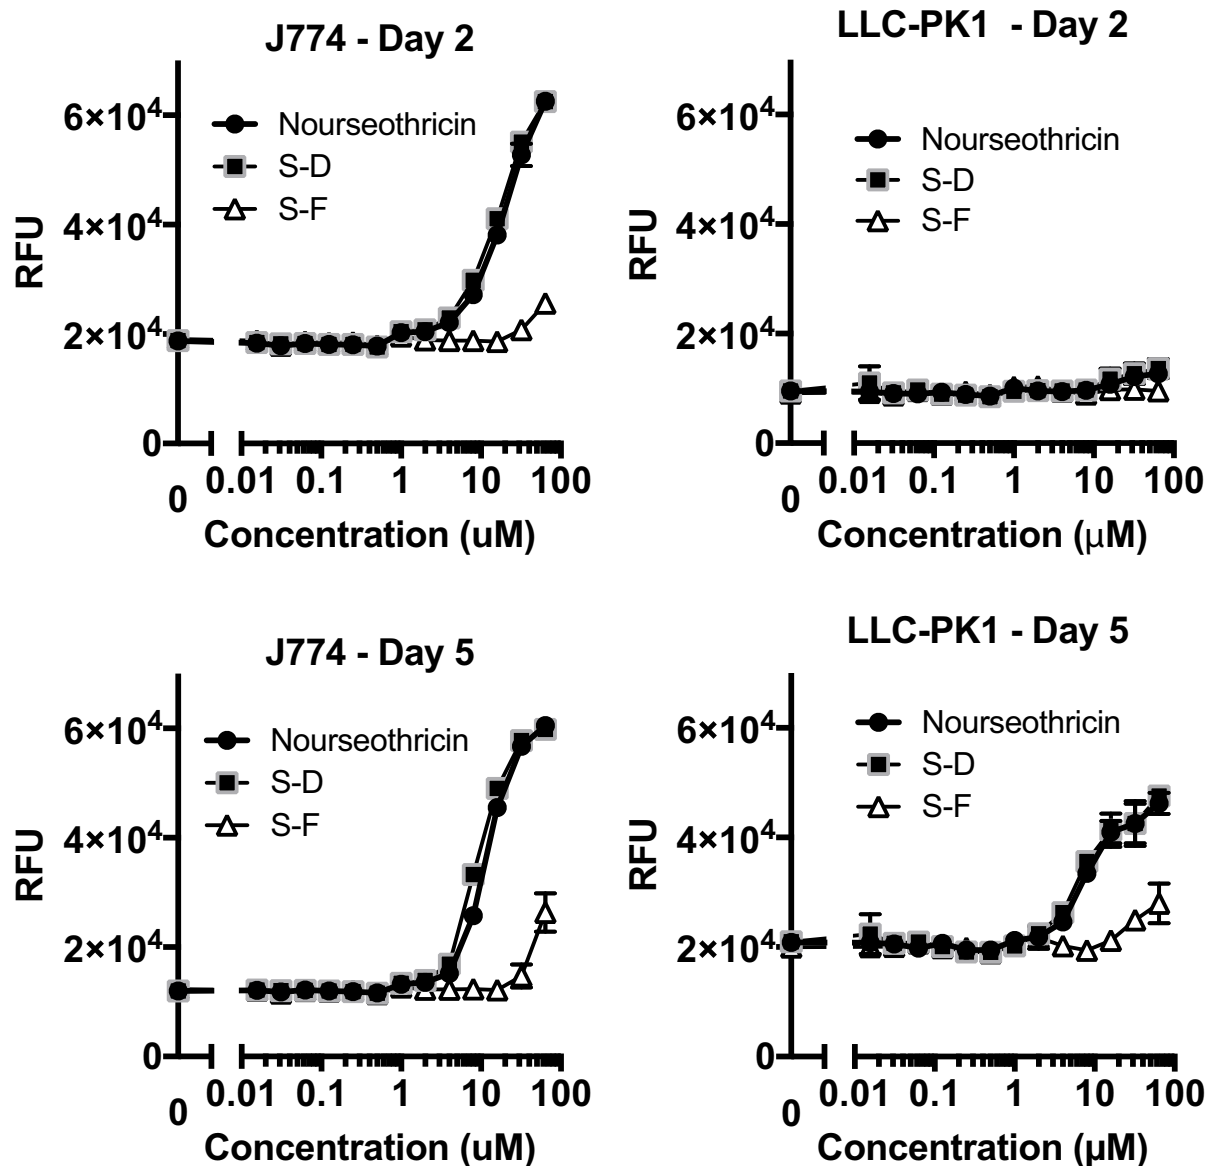 J774 - Day 2
6×10⁴
4×10⁴
2×10⁴
0
RFU
Nourseothricin
S-D
S-F
0 0.01 0.1 1 10 100
Concentration (uM)
LLC-PK1 - Day 2
6×10⁴
4×10⁴
2×10⁴
0
RFU
Nourseothricin
S-D
S-F
0 0.01 0.1 1 10 100
Concentration (μM)
J774 - Day 5
6×10⁴
4×10⁴
2×10⁴
0
RFU
Nourseothricin
S-D
S-F
0 0.01 0.1 1 10 100
Concentration (uM)
LLC-PK1 - Day 5
6×10⁴
4×10⁴
2×10⁴
0
RFU
Nourseothricin
S-D
S-F
0 0.01 0.1 1 10 100
Concentration (µM)